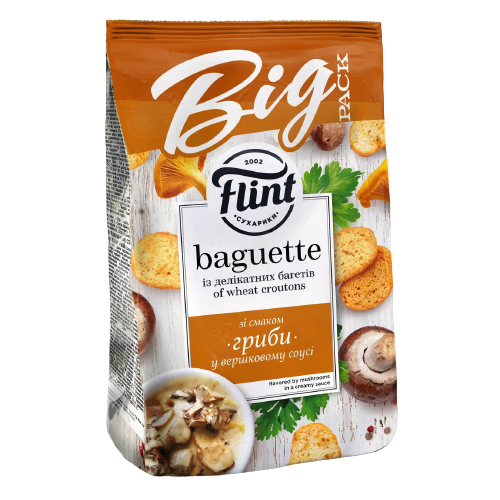 Big
PACK
2002
flint
•СУХАРИКИ•
baguette
із делікатних багетів
of wheat croutons
зі смаком
·гриби·
у вершковому соусі
flavored by mushrooms
in a creamy sauce